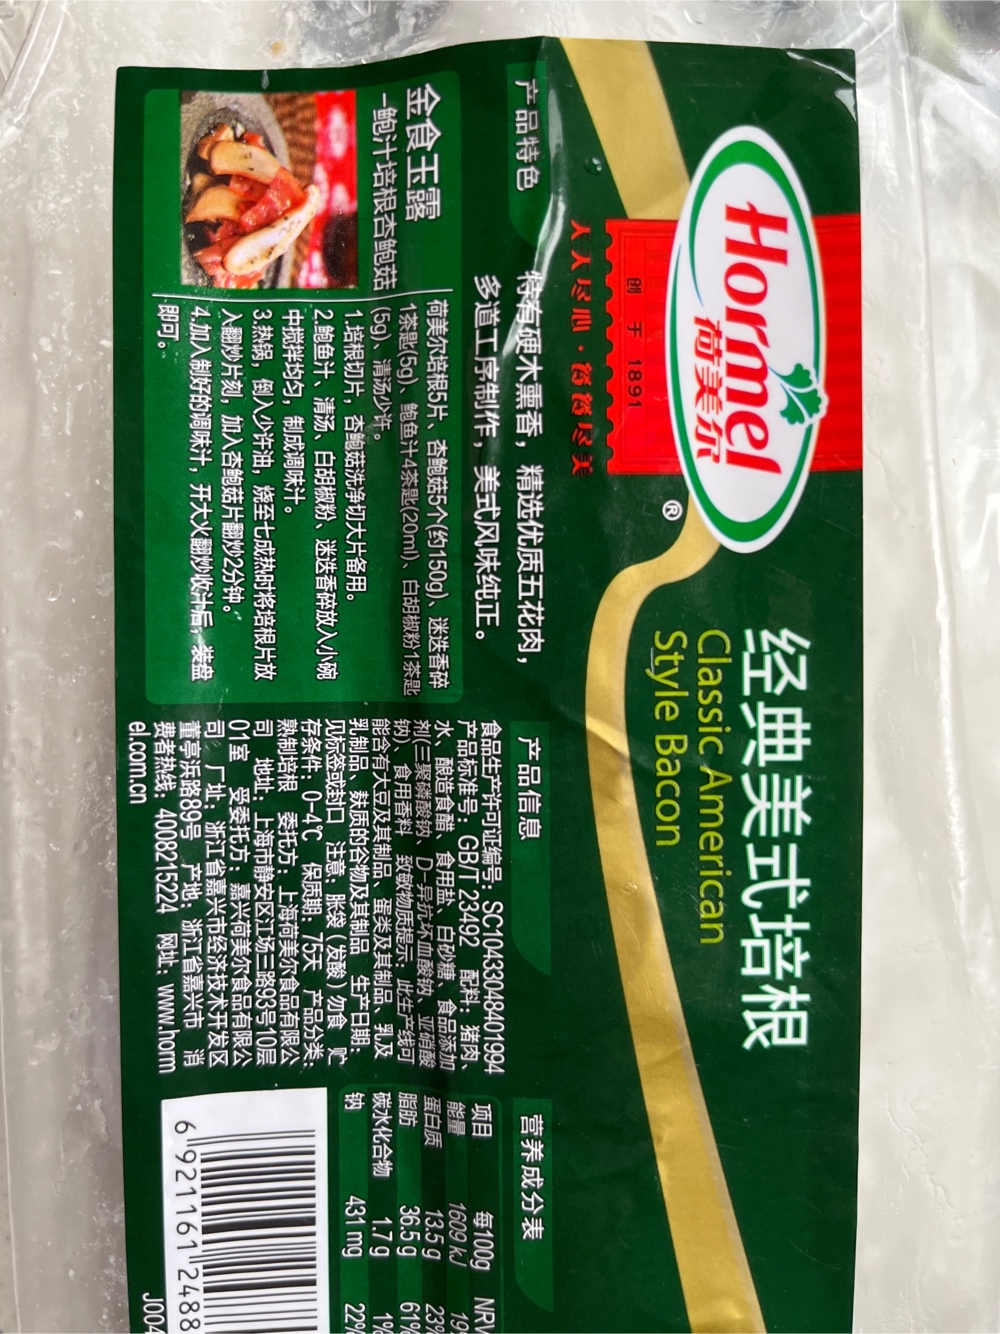 Hormel
荷美尔
®
创于1891
人人尽心·餐餐尽美
经典美式培根
Classic American
Style Bacon
产品特色
特有硬木熏香，精选优质五花肉，
多道工序制作，美式风味纯正。
金食玉露
-鲍汁培根杏鲍菇
荷美尔培根5片、杏鲍菇5个(约150g)、迷迭香碎
1茶匙(5g)、鲍鱼汁4茶匙(20ml)、白胡椒粉1茶匙
(5g)、清汤少许。
1.培根切片，杏鲍菇洗净切大片备用。
2.鲍鱼汁、清汤、白胡椒粉、迷迭香碎放入小碗
中搅拌均匀，制成调味汁。
3.热锅，倒入少许油，烧至七成热时将培根片放
入翻炒片刻，加入杏鲍菇片翻炒2分钟。
4.加入制好的调味汁，开大火翻炒收汁后，装盘
即可。
产品信息
食品生产许可证编号：SC10433048401994
产品标准号：GB/T 23492 配料：猪肉、
水、酿造食醋、食用盐、白砂糖、食品添加
剂(三聚磷酸钠、D-异抗坏血酸钠、亚硝酸
钠)、食用香料 致敏物质提示：此生产线可
能含有大豆及其制品、蛋类及其制品、乳及
乳制品、麸质的谷物及其制品 生产日期：
见标签或封口 注意：胀袋（发酸）勿食 贮
存条件：0-4℃ 保质期：75天 产品分类：
熟制培根 委托方：上海荷美尔食品有限公
司 地址：上海市静安区江场三路93号10层
01室 受委托方：嘉兴荷美尔食品有限公
司 厂址：浙江省嘉兴市经济技术开发区
董亭浜路89号 产地：浙江省嘉兴市 消
费者热线：4008215224 网址：www.horm
el.com.cn
营养成分表
项目 每100g NRV
能量 1609 kJ 19
蛋白质 13.5 g 23%
脂肪 36.5 g 61%
碳水化合物 1.7 g 1%
钠 431 mg 22%
6 921161 2488
J004